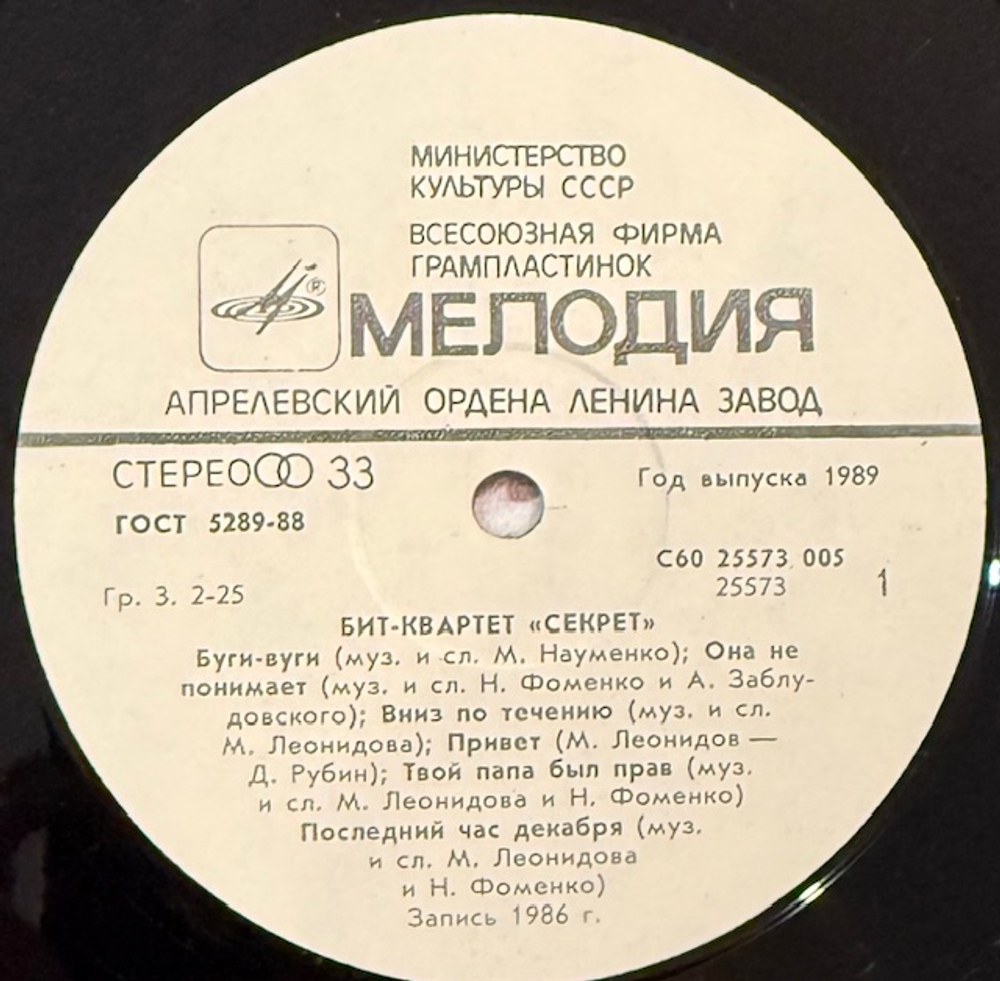 МИНИСТЕРСТВО
КУЛЬТУРЫ СССР
ВСЕСОЮЗНАЯ ФИРМА
ГРАМПЛАСТИНОК
®
МЕЛОДИЯ
АПРЕЛЕВСКИЙ ОРДЕНА ЛЕНИНА ЗАВОД
СТЕРЕО 33
Год выпуска 1989
ГОСТ 5289-88
С60 25573 005
25573
1
Гр. 3. 2-25
БИТ-КВАРТЕТ «СЕКРЕТ»
Буги-вуги (муз. и сл. М. Науменко); Она не
понимает (муз. и сл. Н. Фоменко и А. Заблу-
довского); Вниз по течению (муз. и сл.
М. Леонидова); Привет (М. Леонидов —
Д. Рубин); Твой папа был прав (муз.
и сл. М. Леонидова и Н. Фоменко)
Последний час декабря (муз.
и сл. М. Леонидова
и Н. Фоменко)
Запись 1986 г.